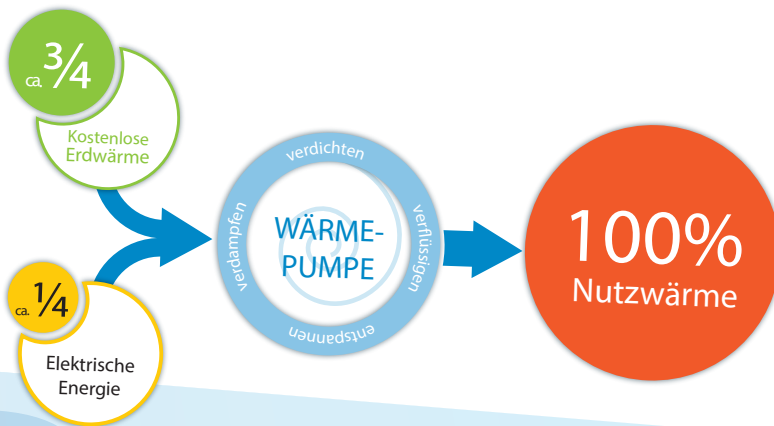 ca. ¾
Kostenlose
Erdwärme
ca. ¼
Elektrische
Energie
verdichten
verflüssigen
entspannen
verdampfen
WÄRME-
PUMPE
100%
Nutzwärme